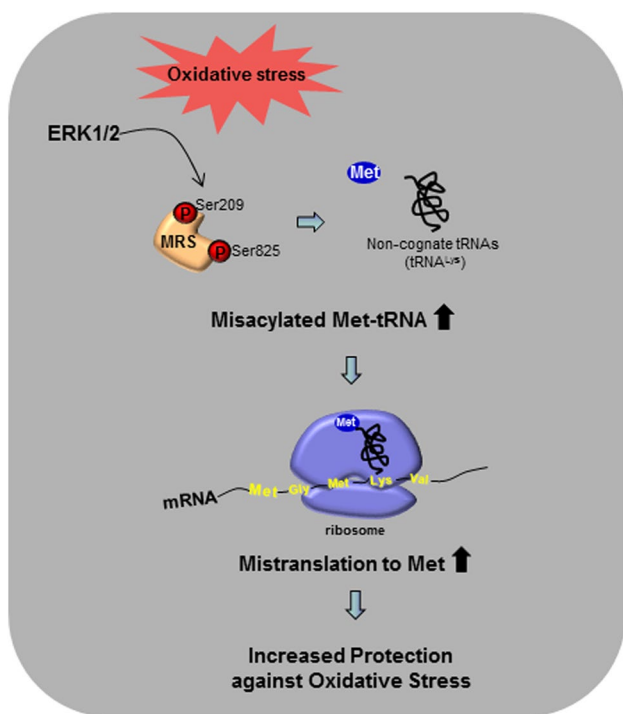 Oxidative stress
ERK1/2
Met
P Ser209
MRS
P Ser825
Non-cognate tRNAs
(tRNALys)
Misacylated Met-tRNA
Met
mRNA Met Gly Met Lys Val
ribosome
Mistranslation to Met
Increased Protection
against Oxidative Stress